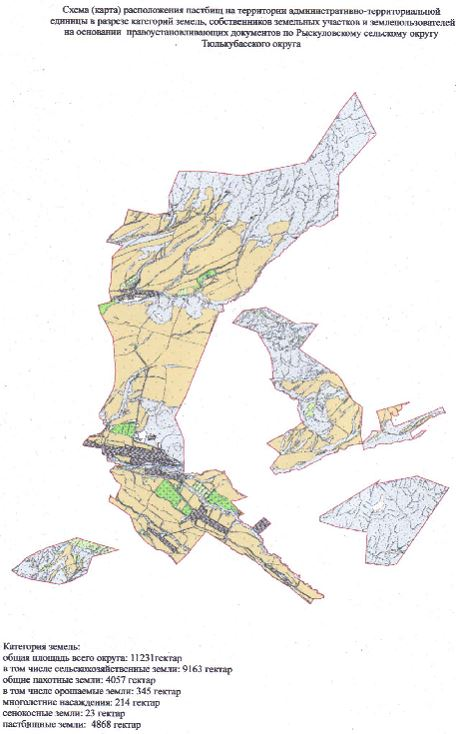 Схема (карта) расположения пастбищ на территории административно-территориальной
единицы в разрезе категорий земель, собственников земельных участков и землепользователей
на основании правоустанавливающих документов по Рыскуловскому сельскому округу
Тюлькубасского округа
Категория земель:
общая площадь всего округа: 11231гектар
в том числе сельскохозяйственные земли: 9163 гектар
общие пахотные земли: 4057 гектар
в том числе орошаемые земли: 345 гектар
многолетние насаждения: 214 гектар
сенокосные земли: 23 гектар
пастбищные земли: 4868 гектар